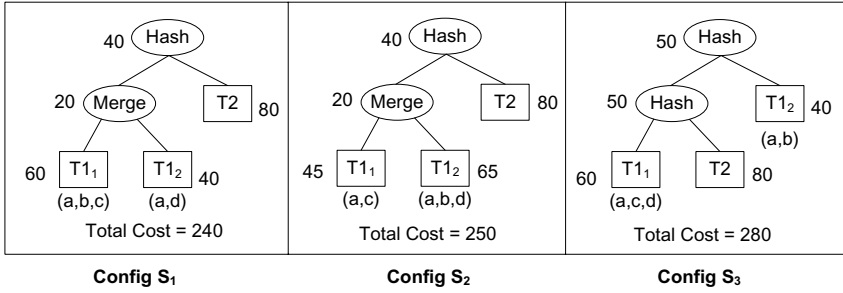 40 Hash
20 Merge T2 80
60 T1₁ T1₂ 40
(a,b,c) (a,d)
Total Cost = 240
Config S₁
40 Hash
20 Merge T2 80
45 T1₁ T1₂ 65
(a,c) (a,b,d)
Total Cost = 250
Config S₂
50 Hash
50 Hash T1₂ 40
(a,b)
60 T1₁ T2 80
(a,c,d)
Total Cost = 280
Config S₃